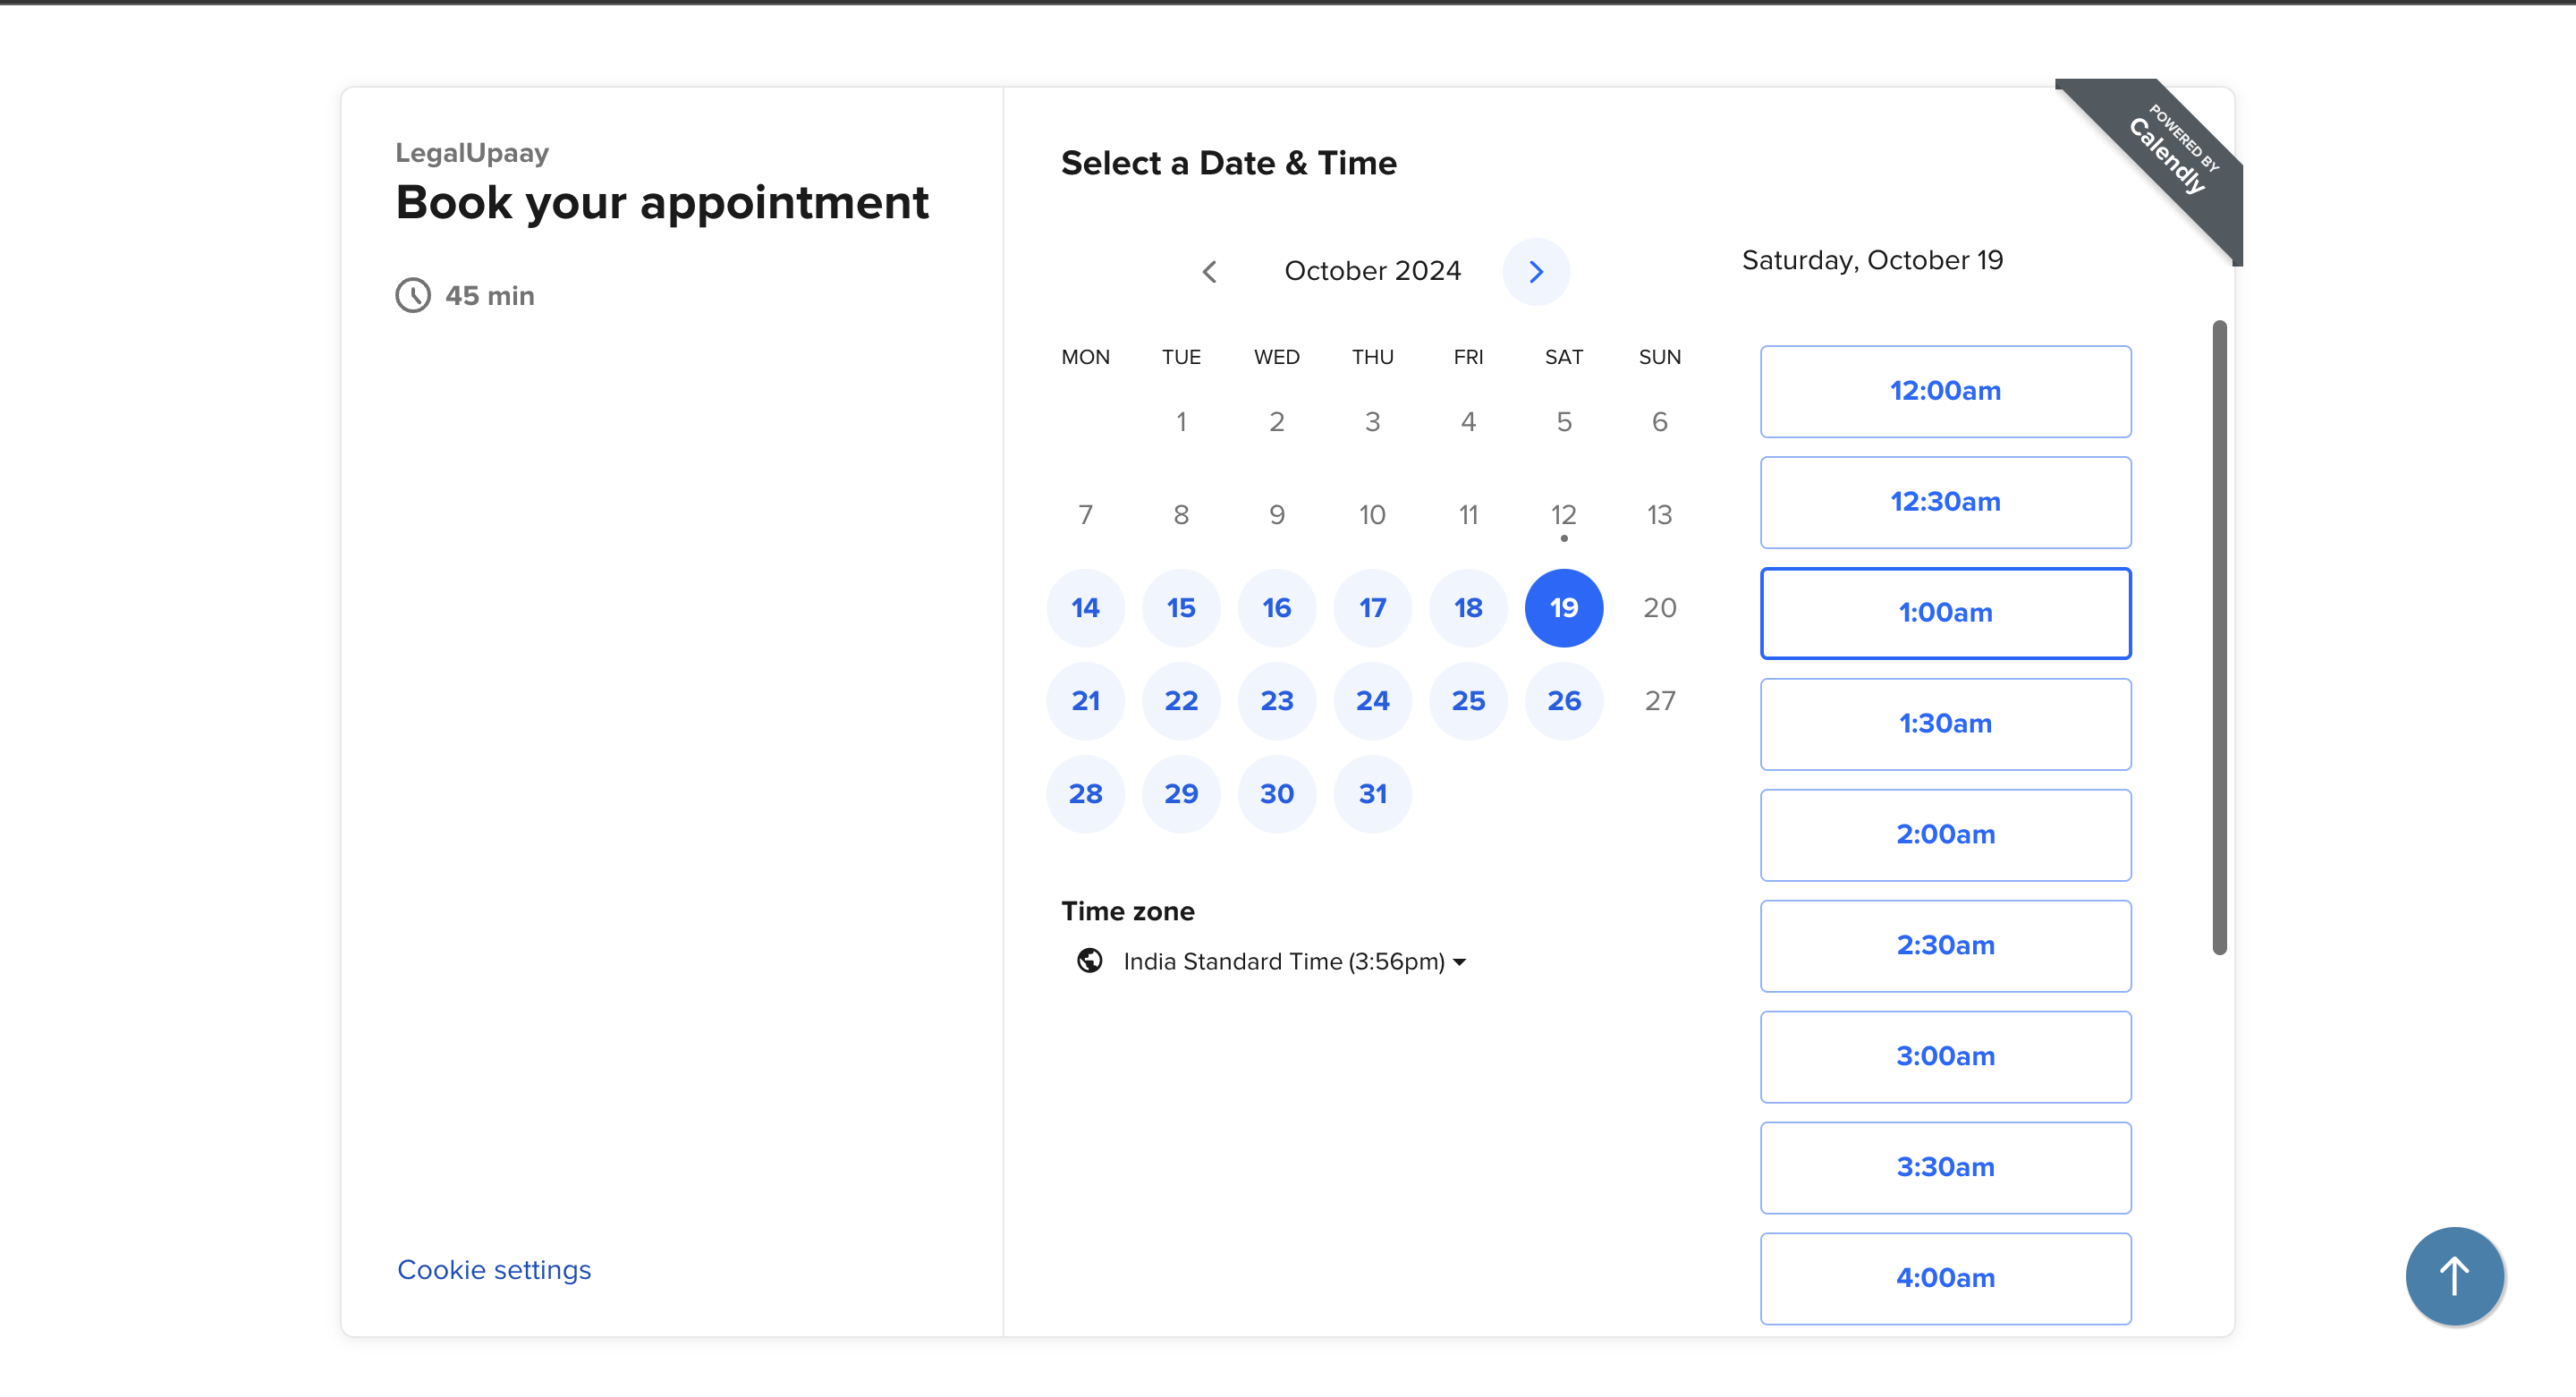 LegalUpaay
Book your appointment
45 min
Cookie settings
Select a Date & Time
October 2024
MON TUE WED THU FRI SAT SUN
1 2 3 4 5 6
7 8 9 10 11 12 13
14 15 16 17 18 19 20
21 22 23 24 25 26 27
28 29 30 31
Time zone
India Standard Time (3:56pm)
Saturday, October 19
12:00am
12:30am
1:00am
1:30am
2:00am
2:30am
3:00am
3:30am
4:00am
POWERED BY
Calendly